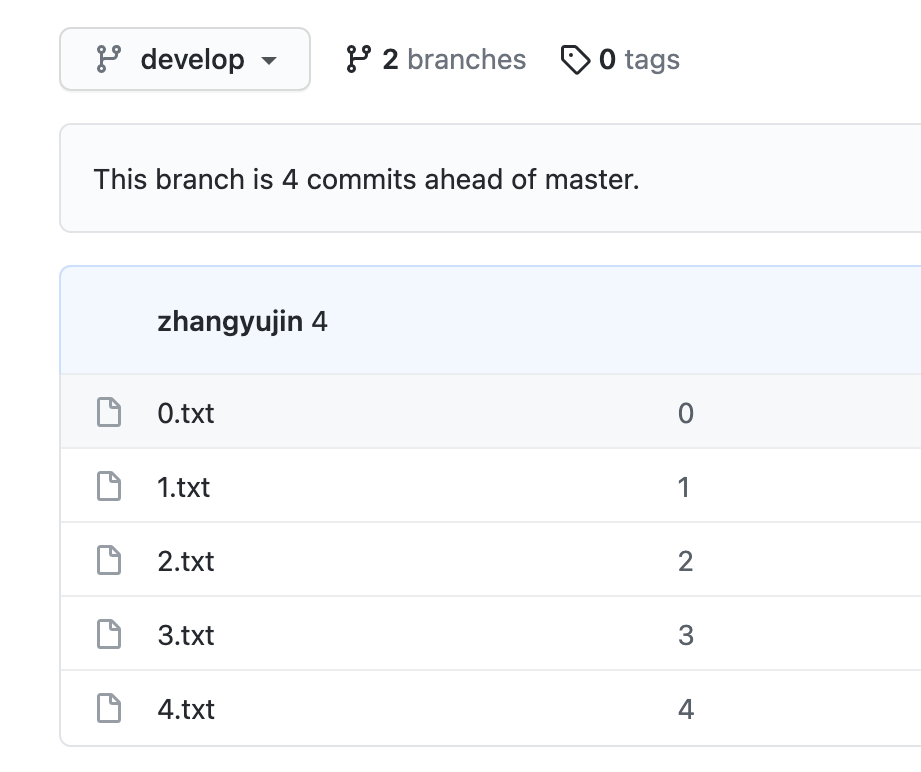 develop 2 branches 0 tags
This branch is 4 commits ahead of master.
zhangyujin 4
0.txt 0
1.txt 1
2.txt 2
3.txt 3
4.txt 4